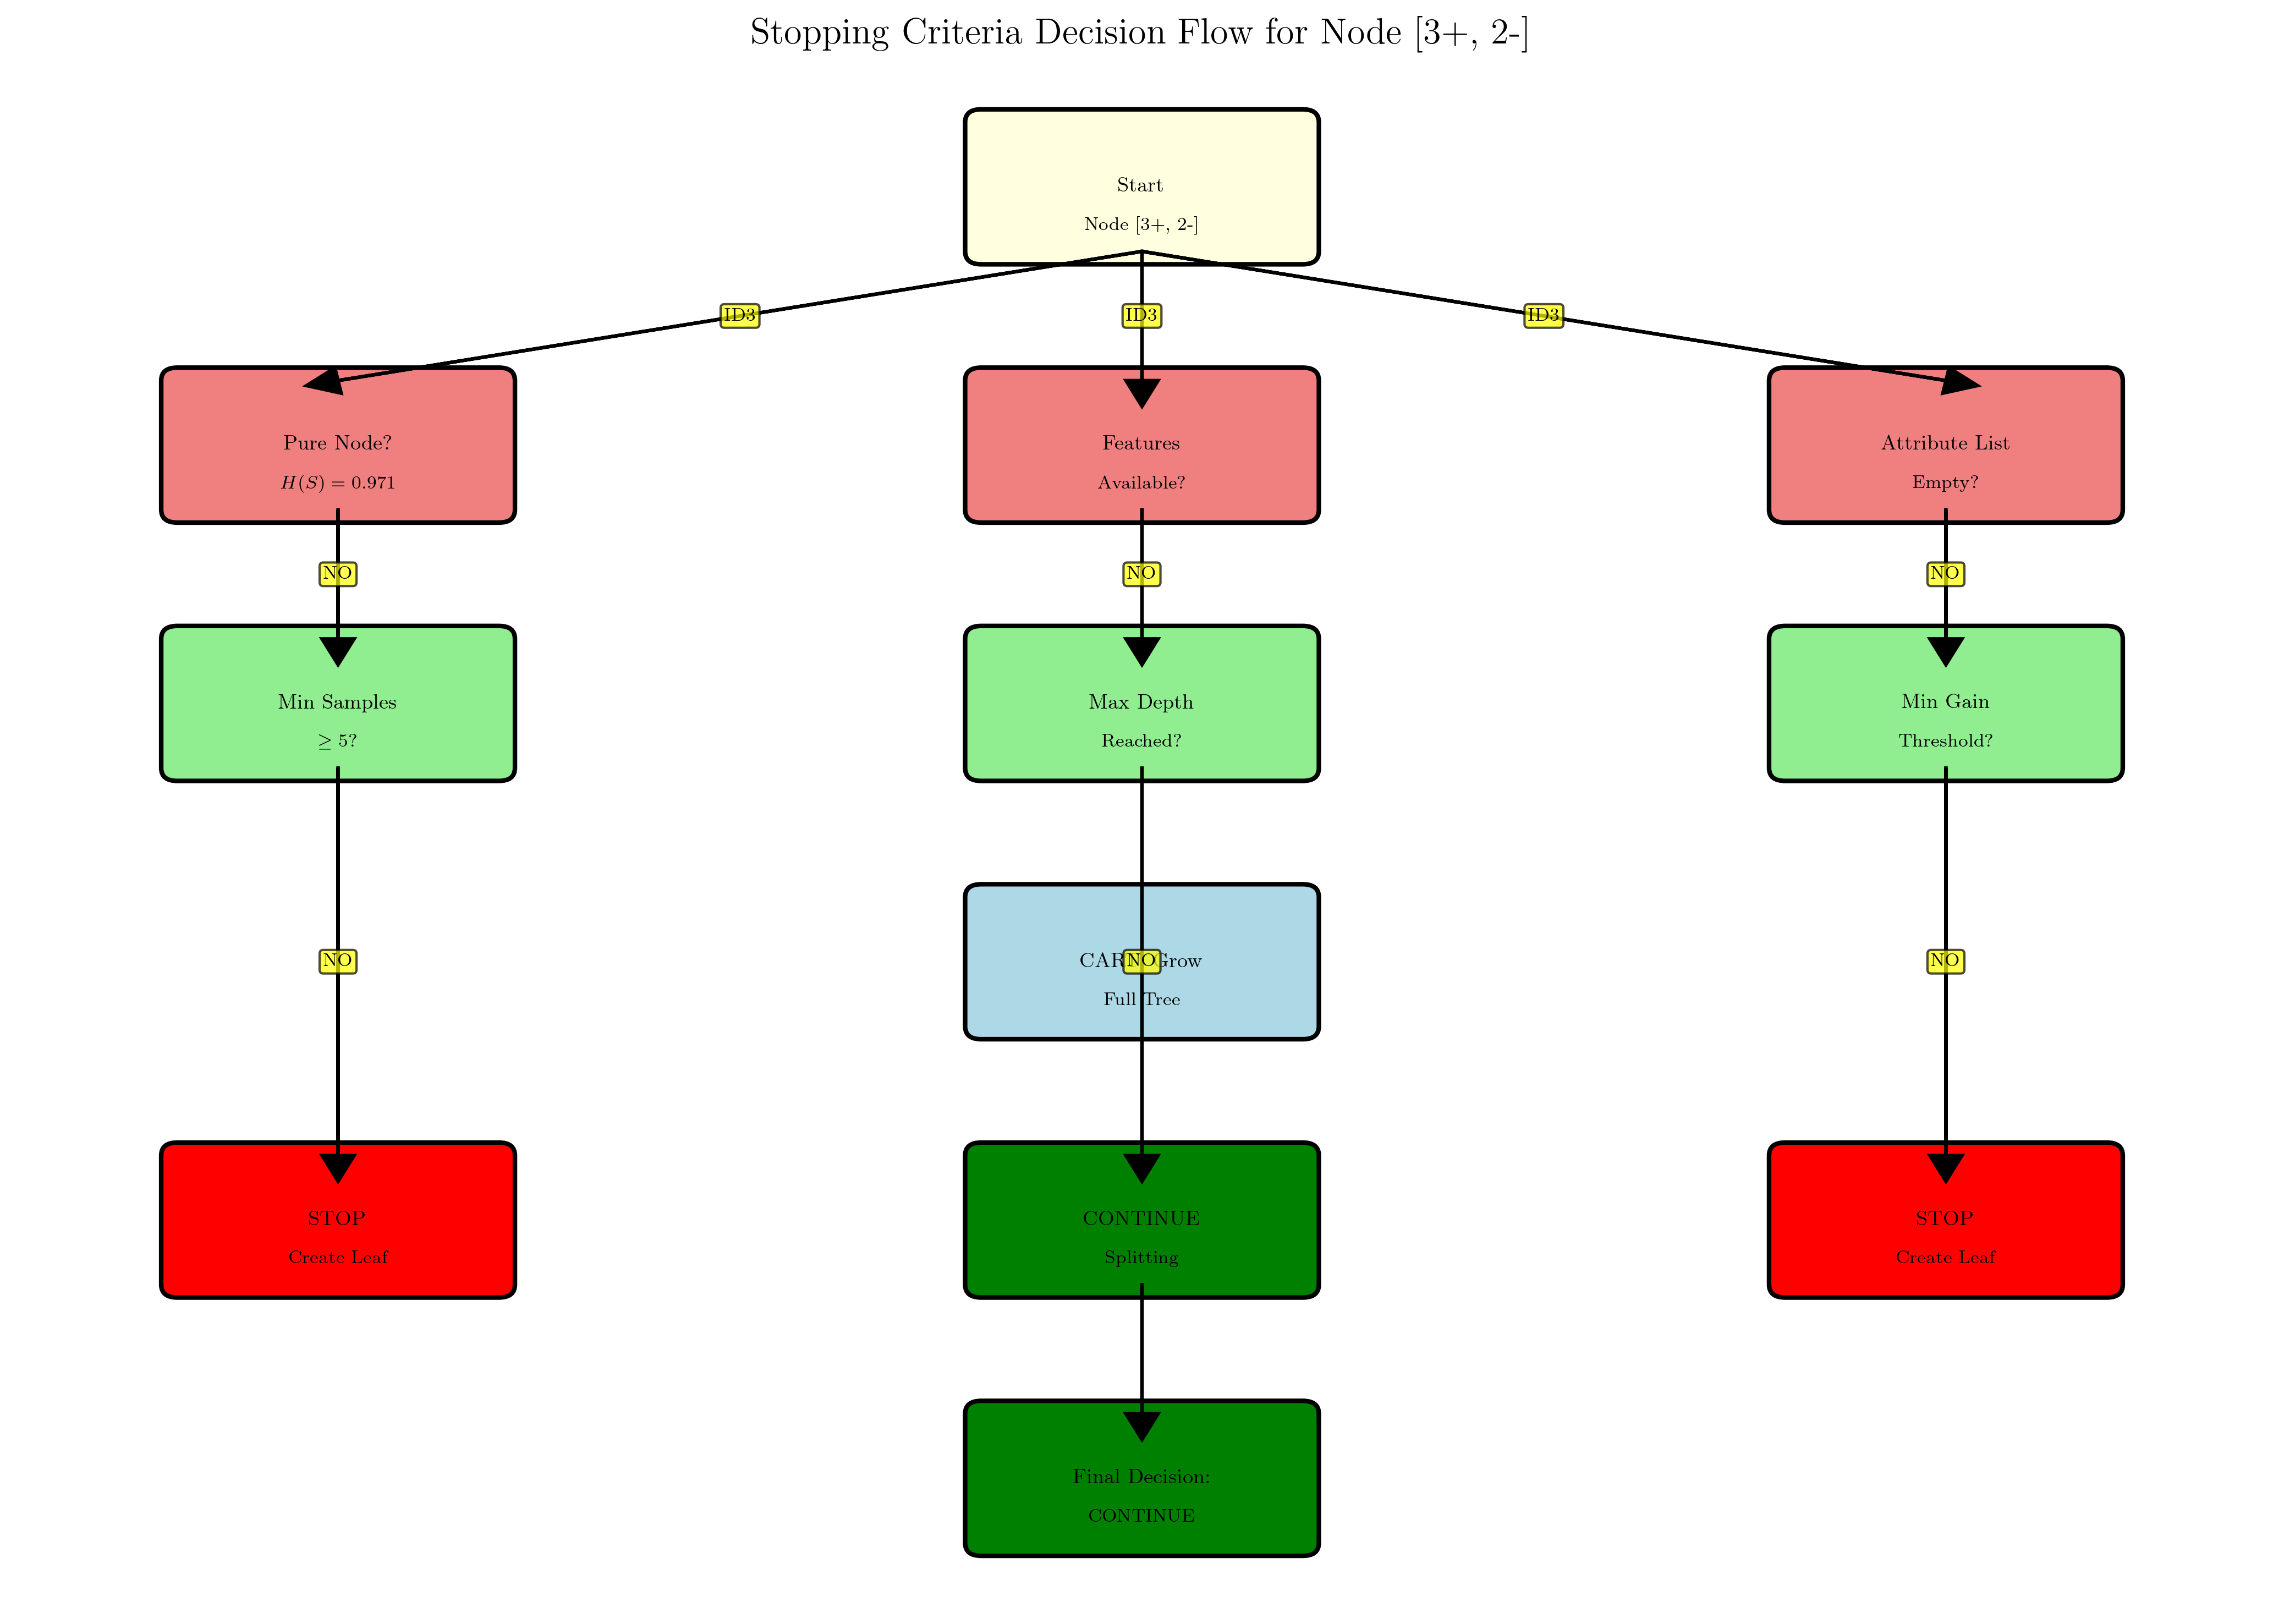 Stopping Criteria Decision Flow for Node [3+, 2-]
Start
Node [3+, 2-]
ID3
ID3
ID3
Pure Node?
H(S) = 0.971
Features
Available?
Attribute List
Empty?
NO
NO
NO
Min Samples
≥ 5?
Max Depth
Reached?
Min Gain
Threshold?
NO
NO
NO
Grow
Full Tree
STOP
Create Leaf
CONTINUE
Splitting
STOP
Create Leaf
Final Decision:
CONTINUE